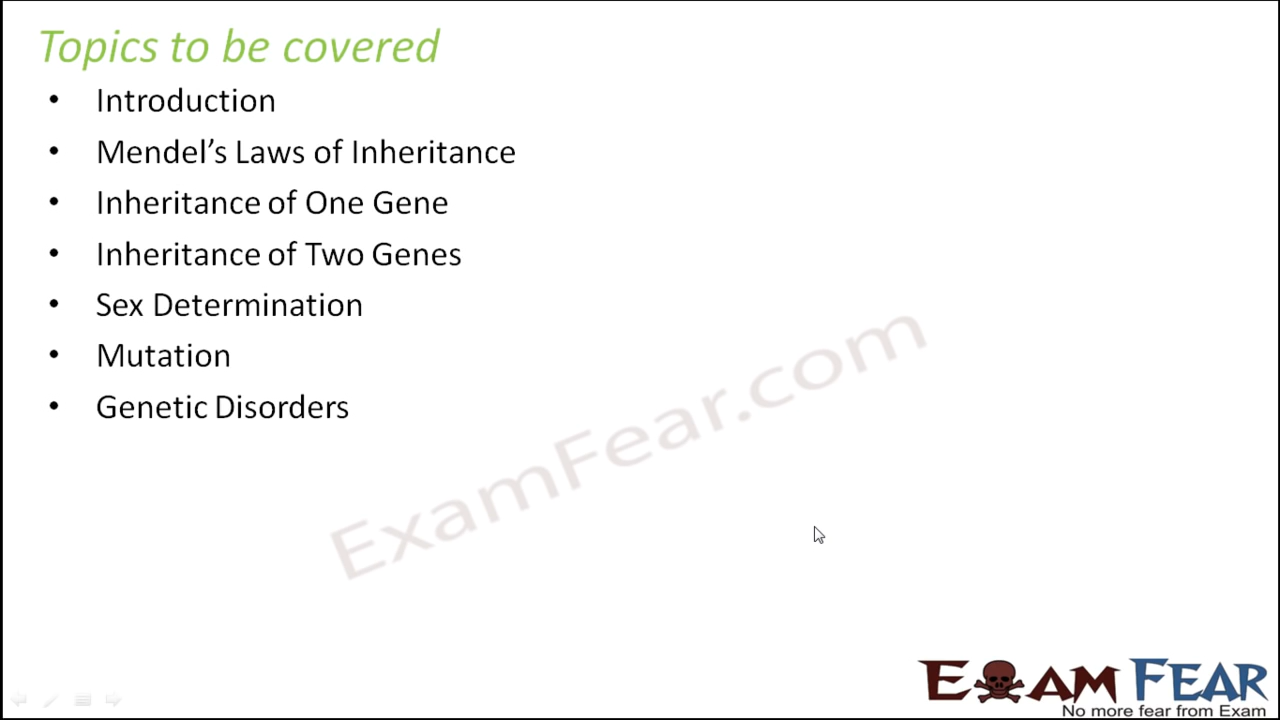 Topics to be covered
• Introduction
• Mendel’s Laws of Inheritance
• Inheritance of One Gene
• Inheritance of Two Genes
• Sex Determination
• Mutation
• Genetic Disorders
ExamFear.com
EXAM FEAR
No more fear from Exam